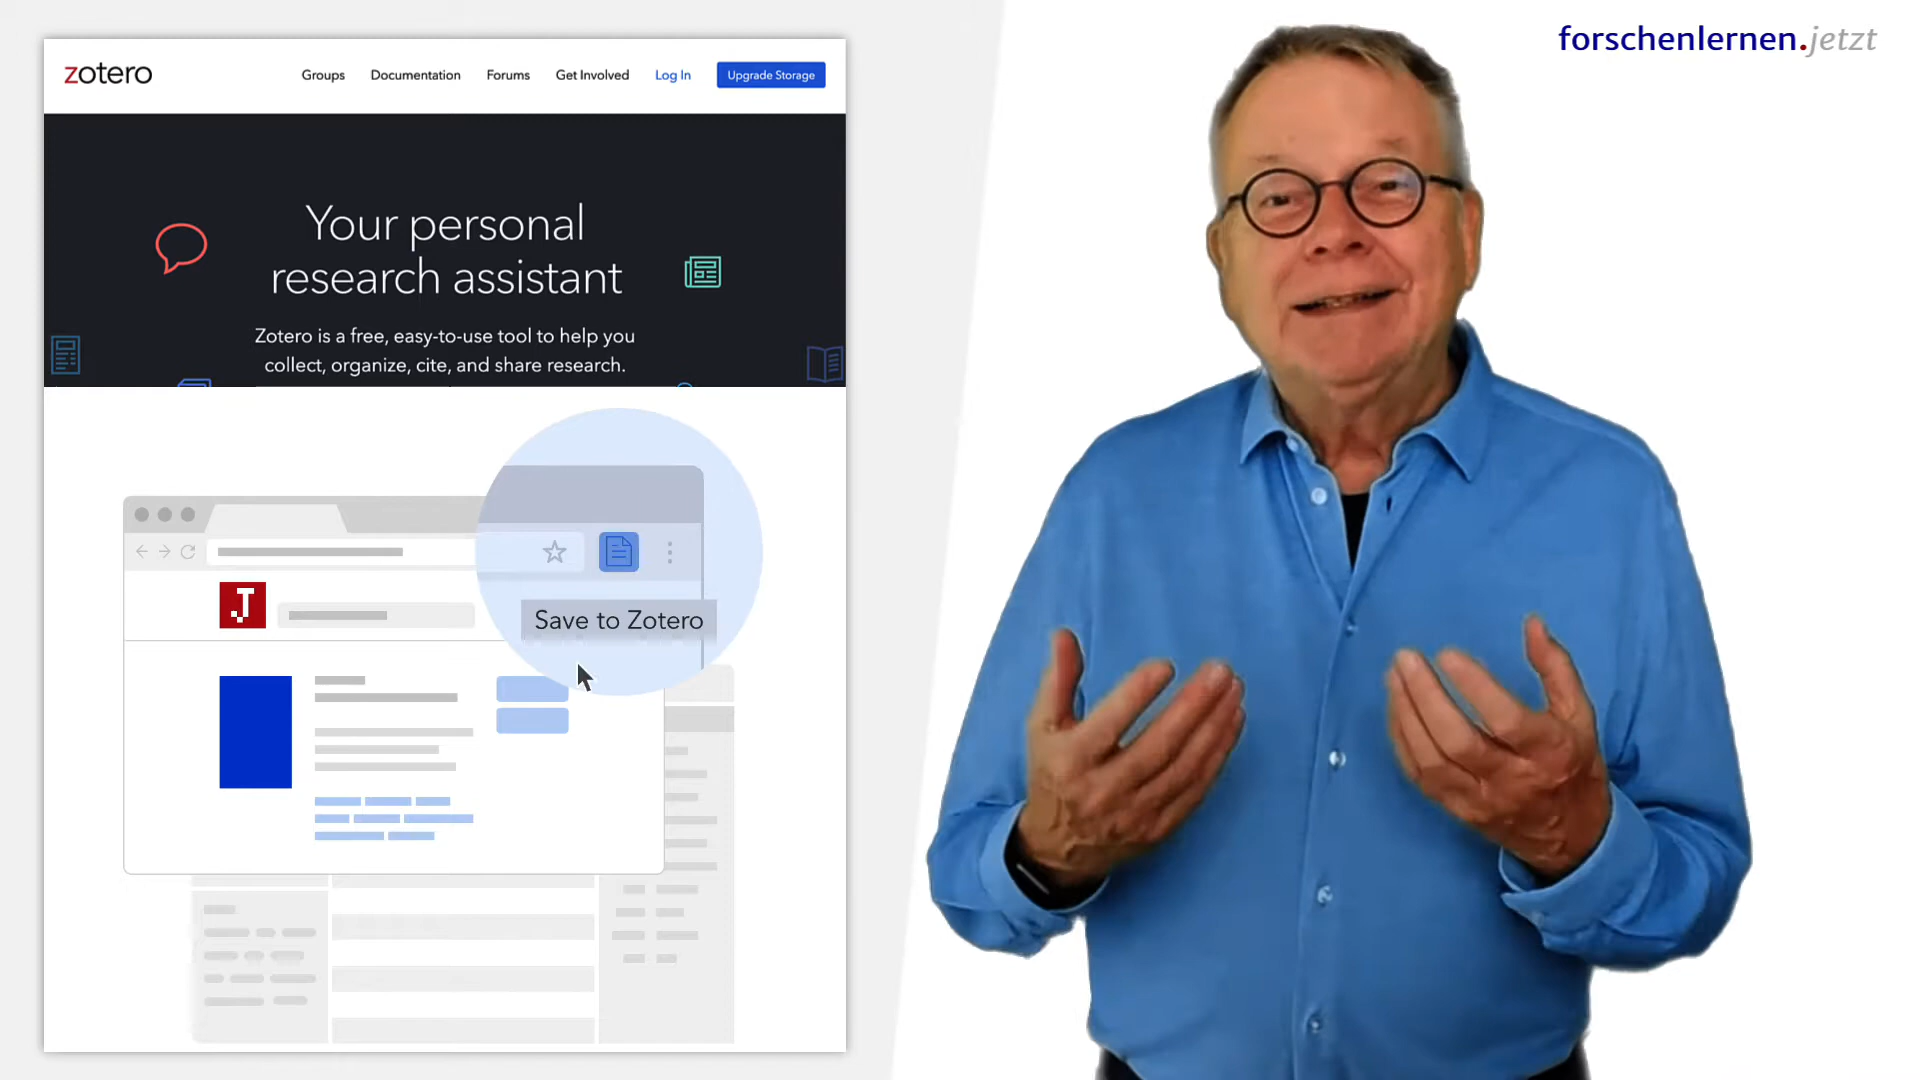 zotero
Groups Documentation Forums Get Involved Log In Upgrade Storage
Your personal
research assistant
Zotero is a free, easy-to-use tool to help you
collect, organize, cite, and share research.
J
Save to Zotero
forschenlernen.jetzt